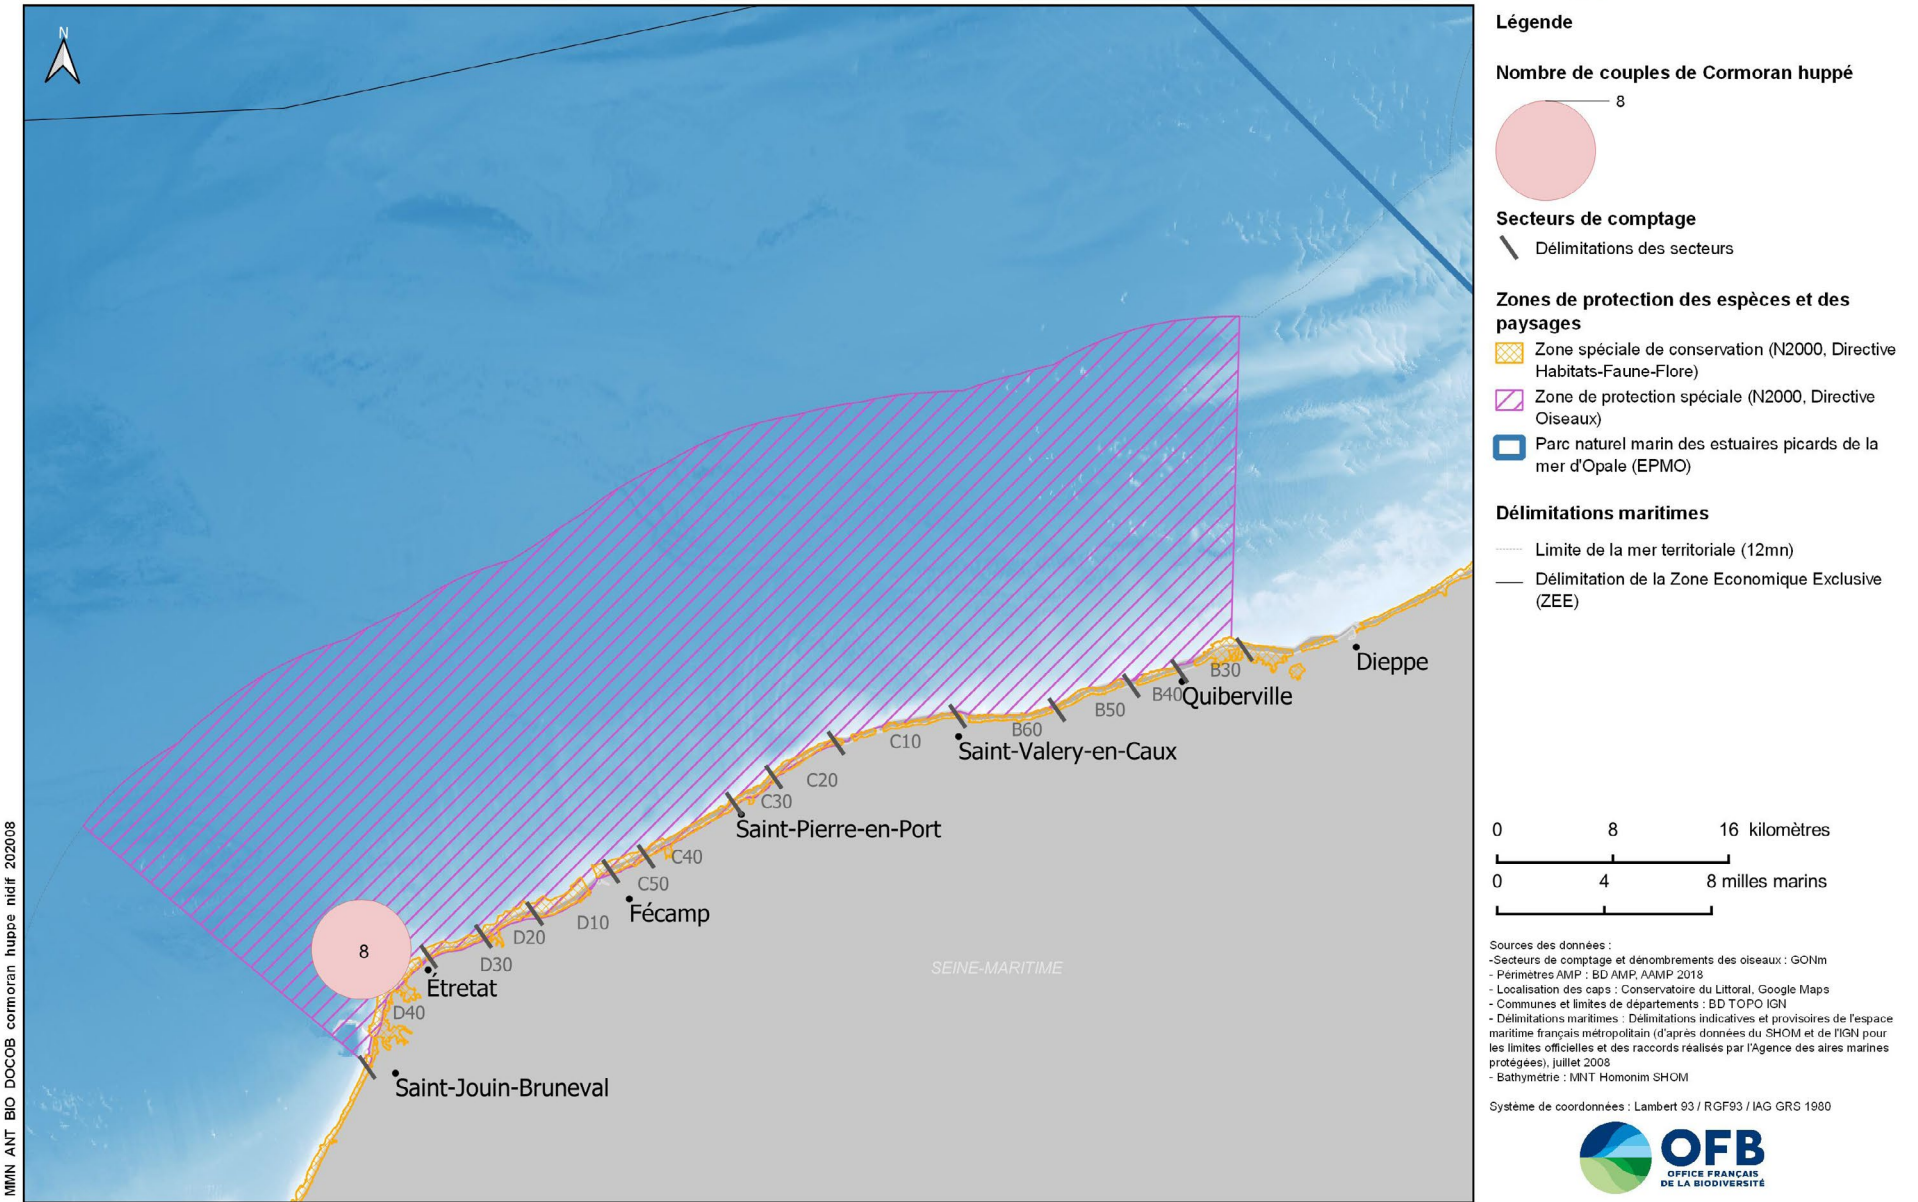 N
8
Étretat
Saint-Jouin-Bruneval
Fécamp
Saint-Pierre-en-Port
Saint-Valery-en-Caux
Quiberville
Dieppe
D40
D30
D20
D10
C50
C40
C30
C20
C10
B60
B50
B40
B30
SEINE-MARITIME
MMN ANT BIO DOCOB cormoran huppe nidif 202008
Légende
Nombre de couples de Cormoran huppé
8
Secteurs de comptage
Délimitations des secteurs
Zones de protection des espèces et des
paysages
Zone spéciale de conservation (N2000, Directive
Habitats-Faune-Flore)
Zone de protection spéciale (N2000, Directive
Oiseaux)
Parc naturel marin des estuaires picards de la
mer d'Opale (EPMO)
Délimitations maritimes
Limite de la mer territoriale (12mn)
Délimitation de la Zone Economique Exclusive
(ZEE)
0 8 16 kilomètres
0 4 8 milles marins
Sources des données :
-Secteurs de comptage et dénombrements des oiseaux : GONm
- Périmètres AMP : BD AMP, AAMP 2018
- Localisation des caps : Conservatoire du Littoral, Google Maps
- Communes et limites de départements : BD TOPO IGN
- Délimitations maritimes : Délimitations indicatives et provisoires de l'espace
maritime français métropolitain (d'après données du SHOM et de l'IGN pour
les limites officielles et des raccords réalisés par l'Agence des aires marines
protégées), juillet 2008
- Bathymétrie : MNT Homonim SHOM
Système de coordonnées : Lambert 93 / RGF93 / IAG GRS 1980
OFB
OFFICE FRANÇAIS
DE LA BIODIVERSITÉ